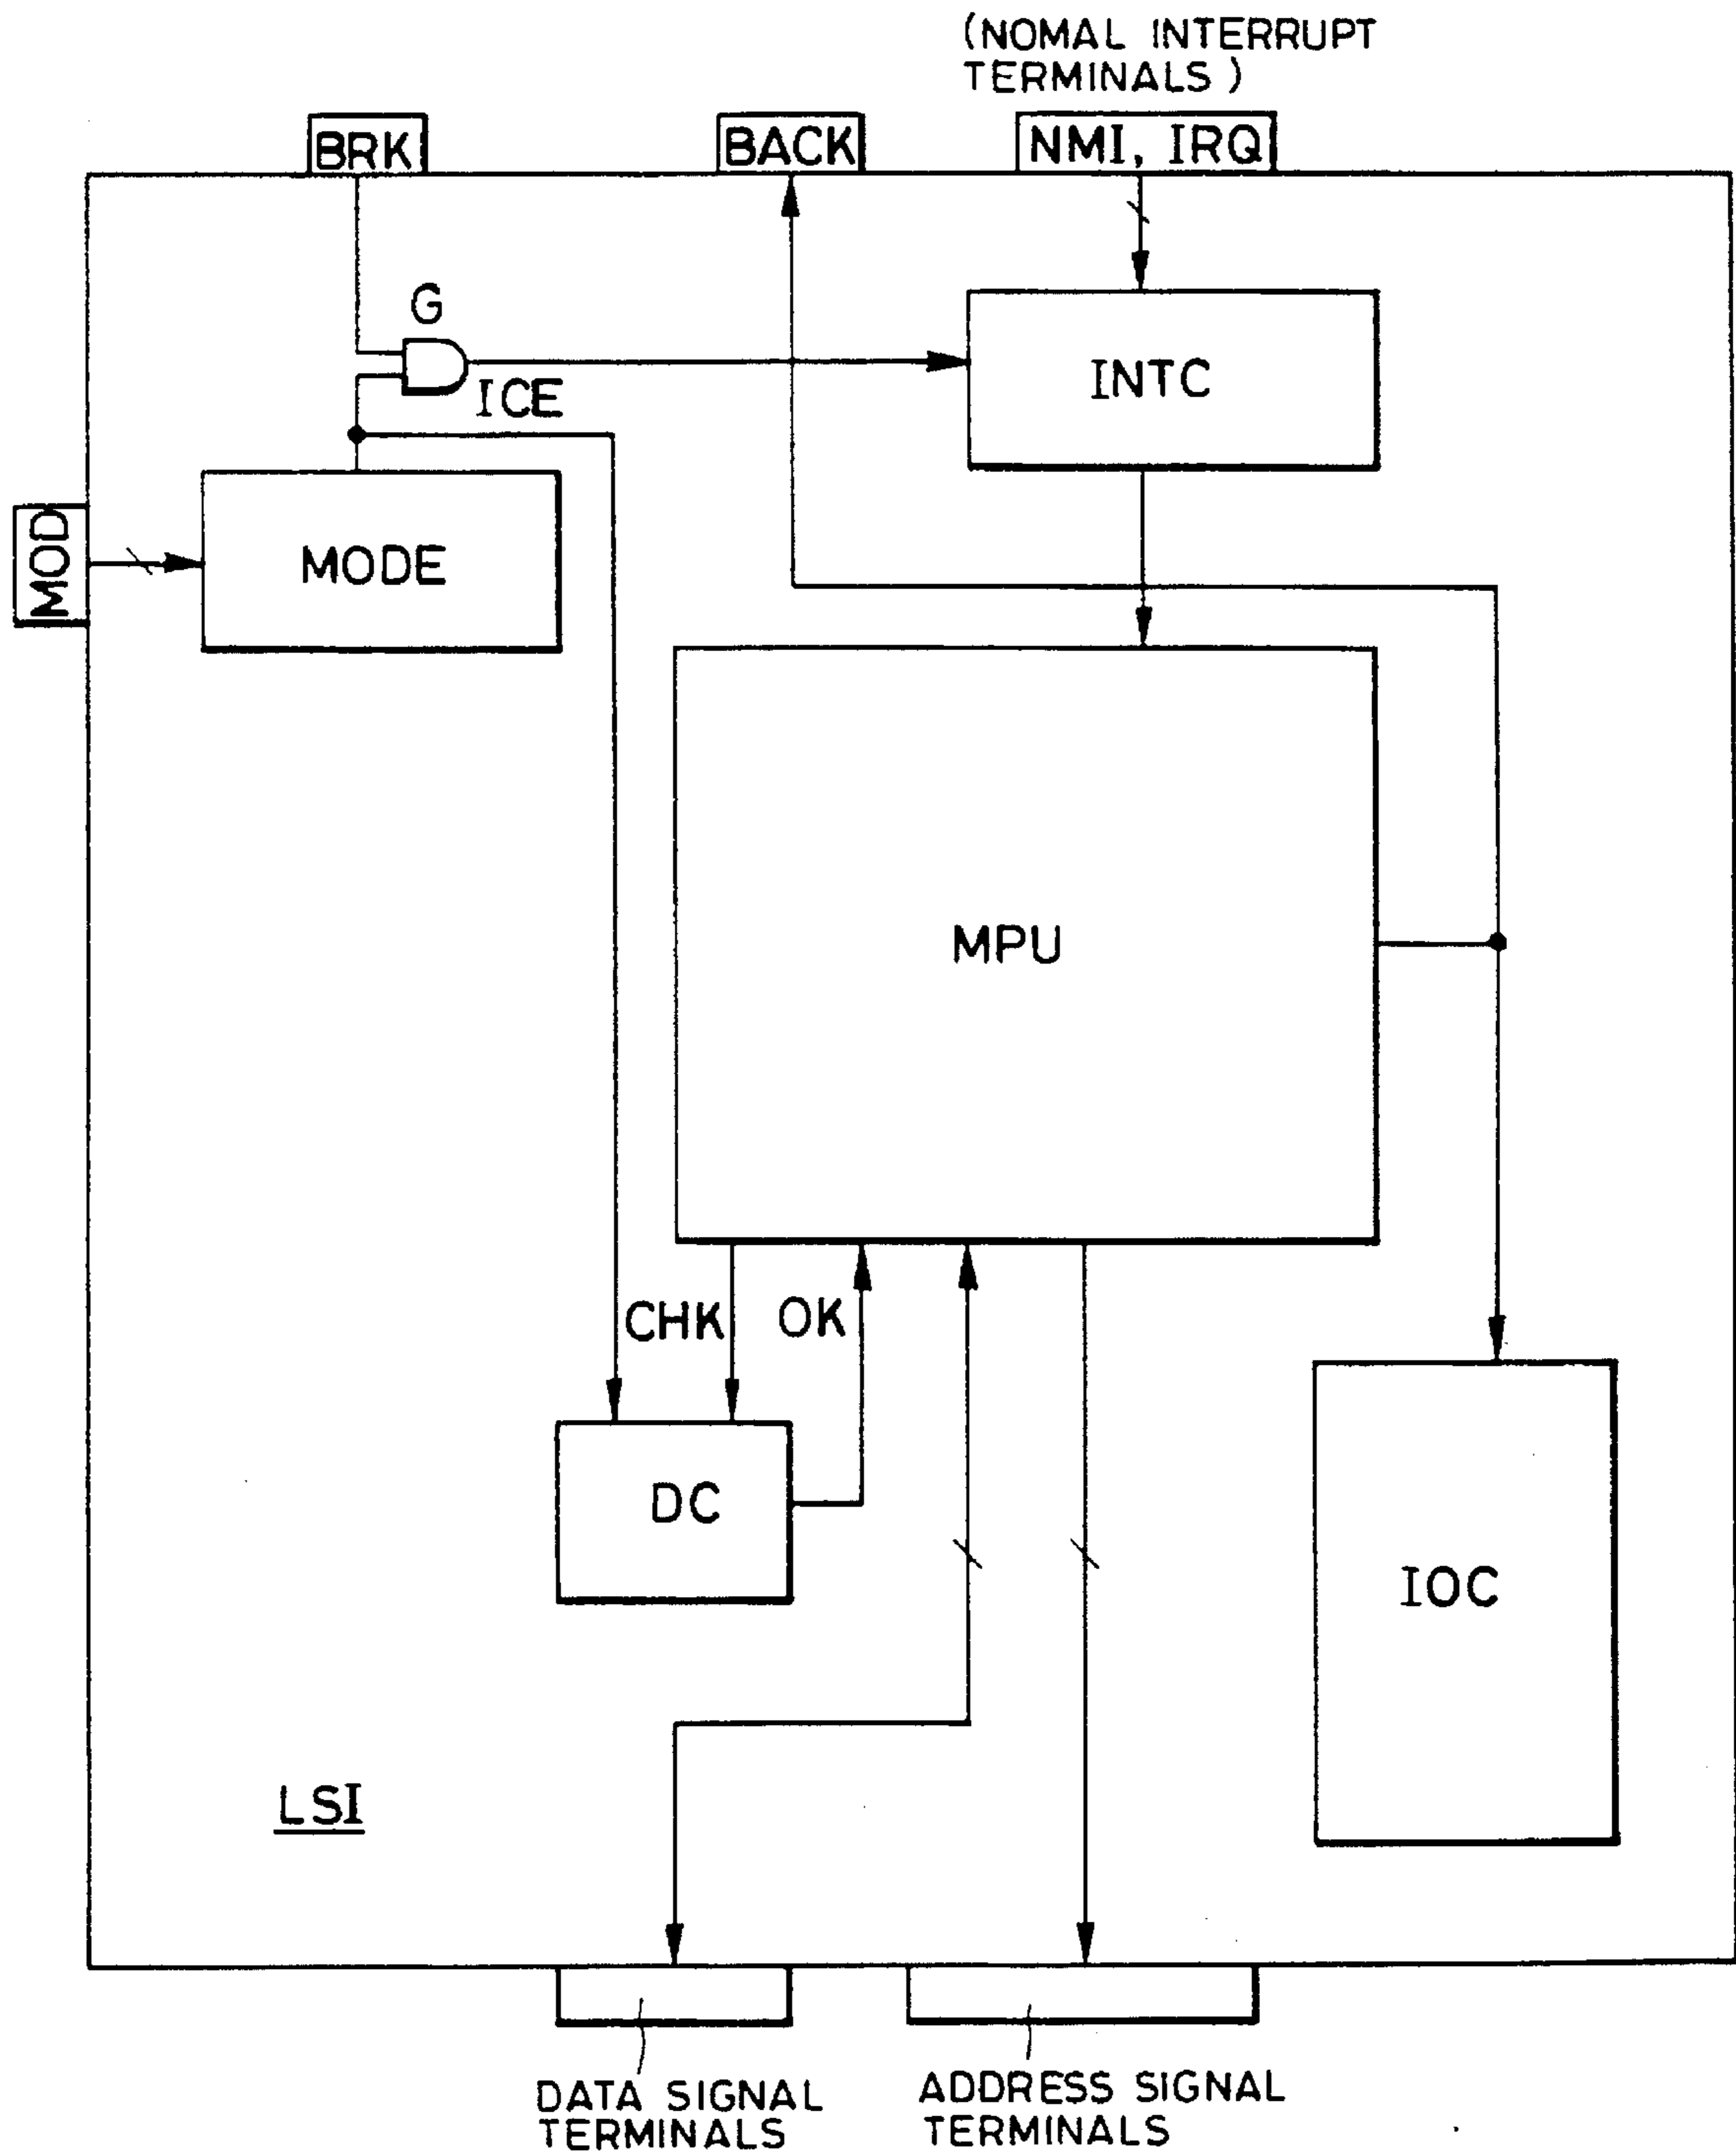 (NOMAL INTERRUPT
TERMINALS)
BRK
BACK
NMI, IRQ
G
ICE
INTC
MOD
MODE
MPU
CHK
OK
DC
IOC
LSI
DATA SIGNAL
TERMINALS
ADDRESS SIGNAL
TERMINALS